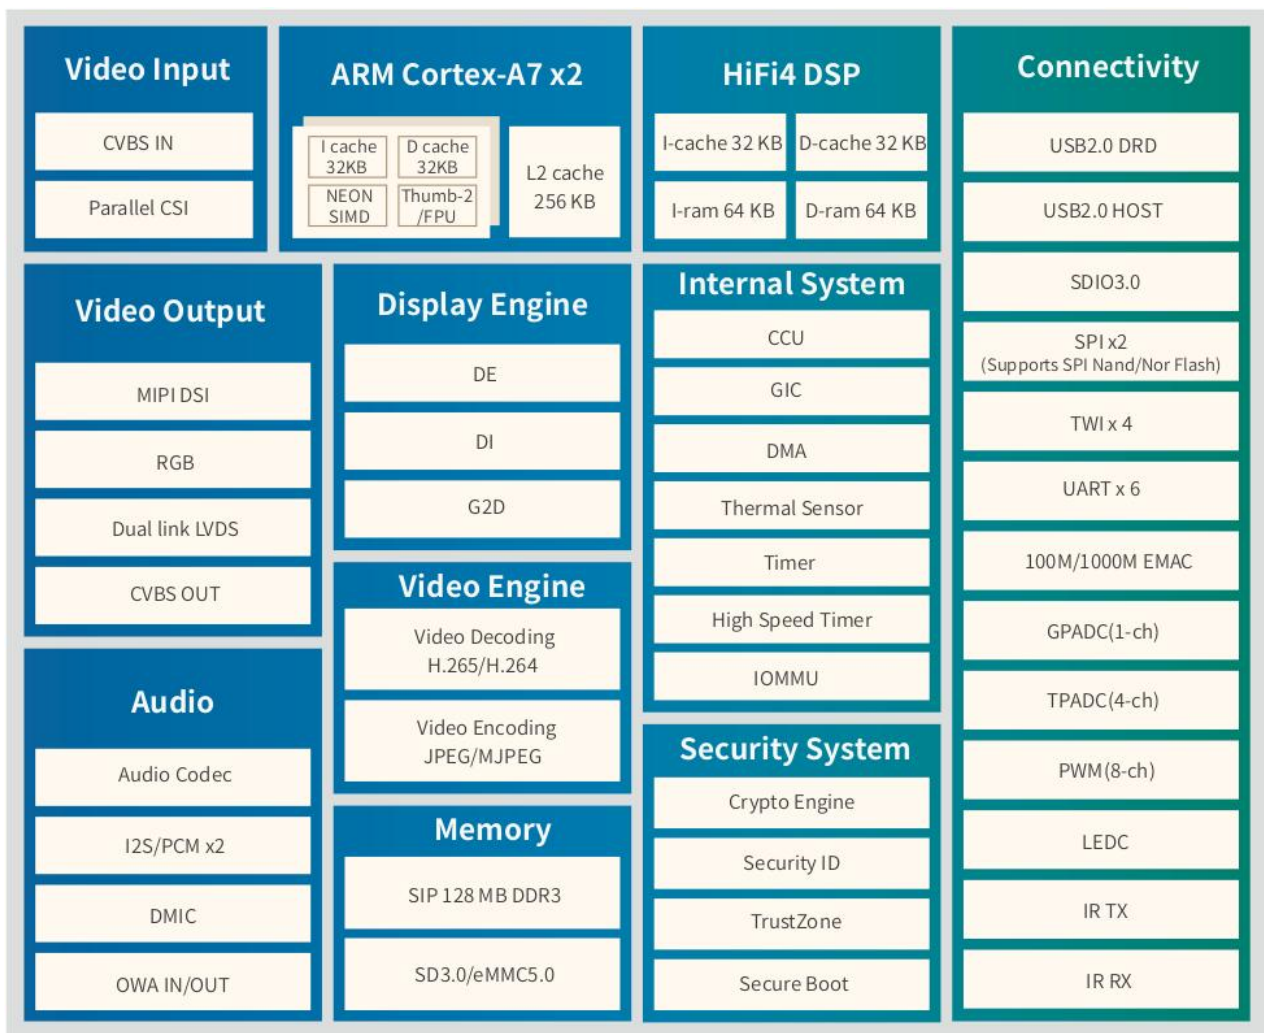 Video Input
CVBS IN
Parallel CSI
ARM Cortex-A7 x2
I cache
32KB
D cache
32KB
NEON
SIMD
Thumb-2
/FPU
L2 cache
256 KB
HiFi4 DSP
I-cache 32 KB
D-cache 32 KB
I-ram 64 KB
D-ram 64 KB
Connectivity
USB2.0 DRD
USB2.0 HOST
SDIO3.0
SPI x2
(Supports SPI Nand/Nor Flash)
TWI x 4
UART x 6
100M/1000M EMAC
GPADC(1-ch)
TPADC(4-ch)
PWM(8-ch)
LEDC
IR TX
IR RX
Video Output
MIPI DSI
RGB
Dual link LVDS
CVBS OUT
Display Engine
DE
DI
G2D
Internal System
CCU
GIC
DMA
Thermal Sensor
Timer
High Speed Timer
IOMMU
Video Engine
Video Decoding
H.265/H.264
Video Encoding
JPEG/MJPEG
Audio
Audio Codec
I2S/PCM x2
DMIC
OWA IN/OUT
Memory
SIP 128 MB DDR3
SD3.0/eMMC5.0
Security System
Crypto Engine
Security ID
TrustZone
Secure Boot